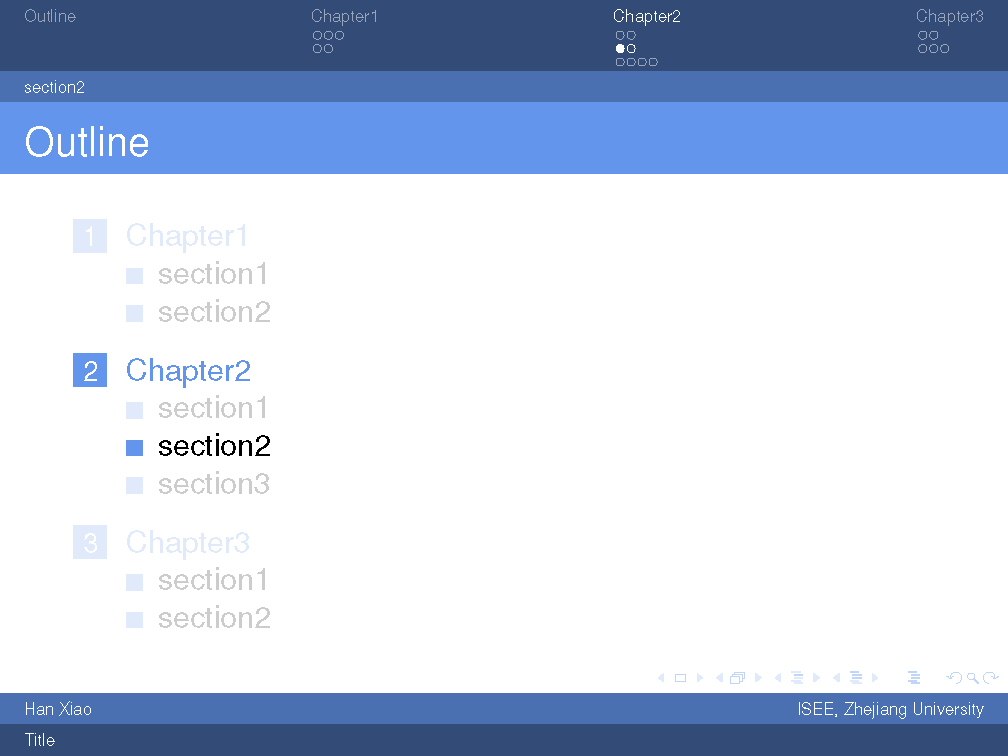 Outline Chapter1 Chapter2 Chapter3
section2
Outline
1 Chapter1
section1
section2
2 Chapter2
section1
section2
section3
3 Chapter3
section1
section2
Han Xiao ISEE, Zhejiang University
Title